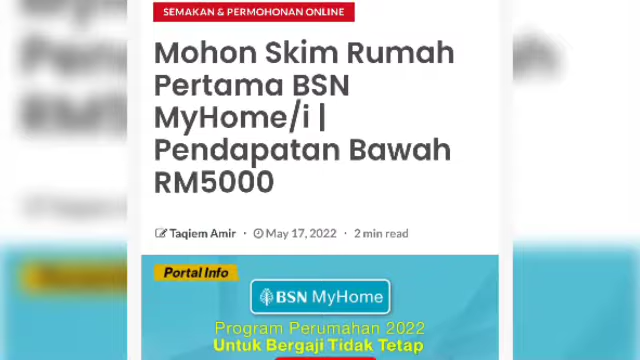 SEMAKAN & PERMOHONAN ONLINE
Mohon Skim Rumah
Pertama BSN
MyHome/i |
Pendapatan Bawah
RM5000
Taqiem Amir · May 17, 2022 · 2 min read
Portal Info
BSN MyHome
Program Perumahan 2022
Untuk Bergaji Tidak Tetap